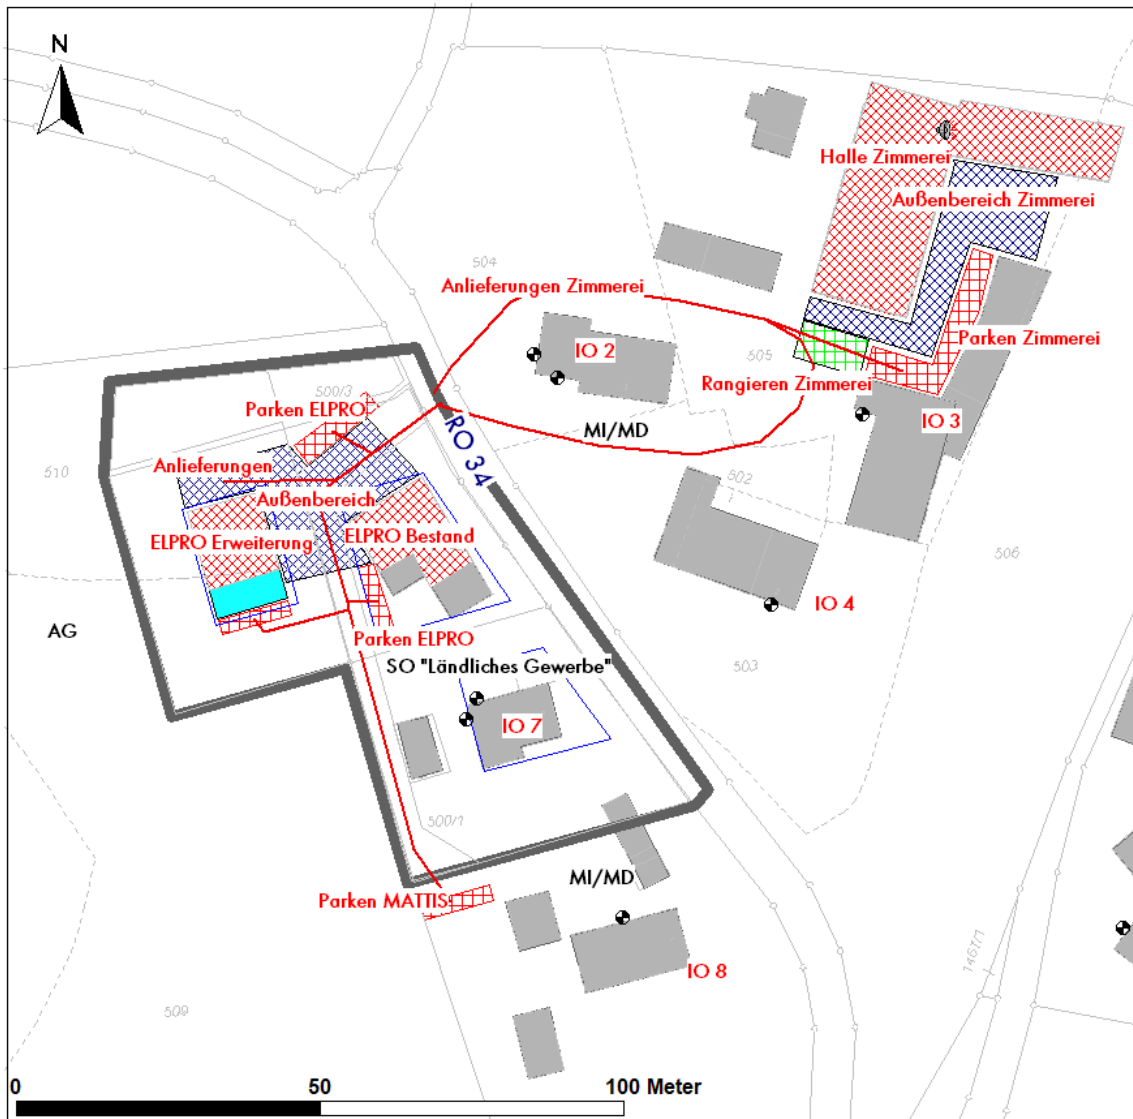 N
Halle Zimmerei
Außenbereich Zimmerei
504
Anlieferungen Zimmerei
Parken Zimmerei
IO 2
505
Rangieren Zimmerei
500/3
Parken ELPRO
IO 3
MI/MD
RO 34
510
Anlieferungen
502
Außenbereich
ELPRO Bestand
ELPRO Erweiterung
506
IO 4
AG
Parken ELPRO
SO "Ländliches Gewerbe"
503
IO 7
500/1
MI/MD
Parken MATTIS
1467/1
IO 8
509
0 50 100 Meter